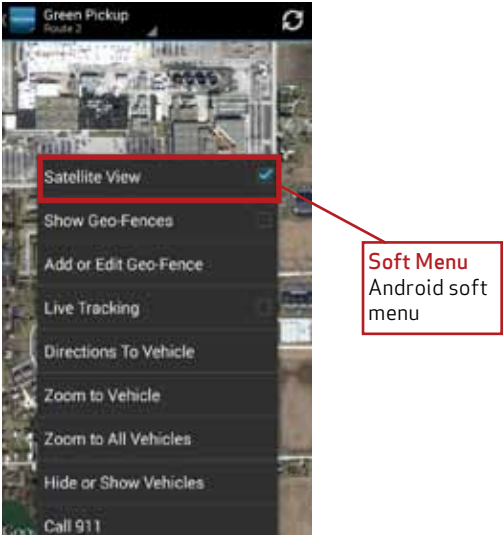 Green Pickup
Route 2
Satellite View
Show Geo-Fences
Add or Edit Geo-Fence
Live Tracking
Directions To Vehicle
Zoom to Vehicle
Zoom to All Vehicles
Hide or Show Vehicles
Call 911
Soft Menu
Android soft
menu